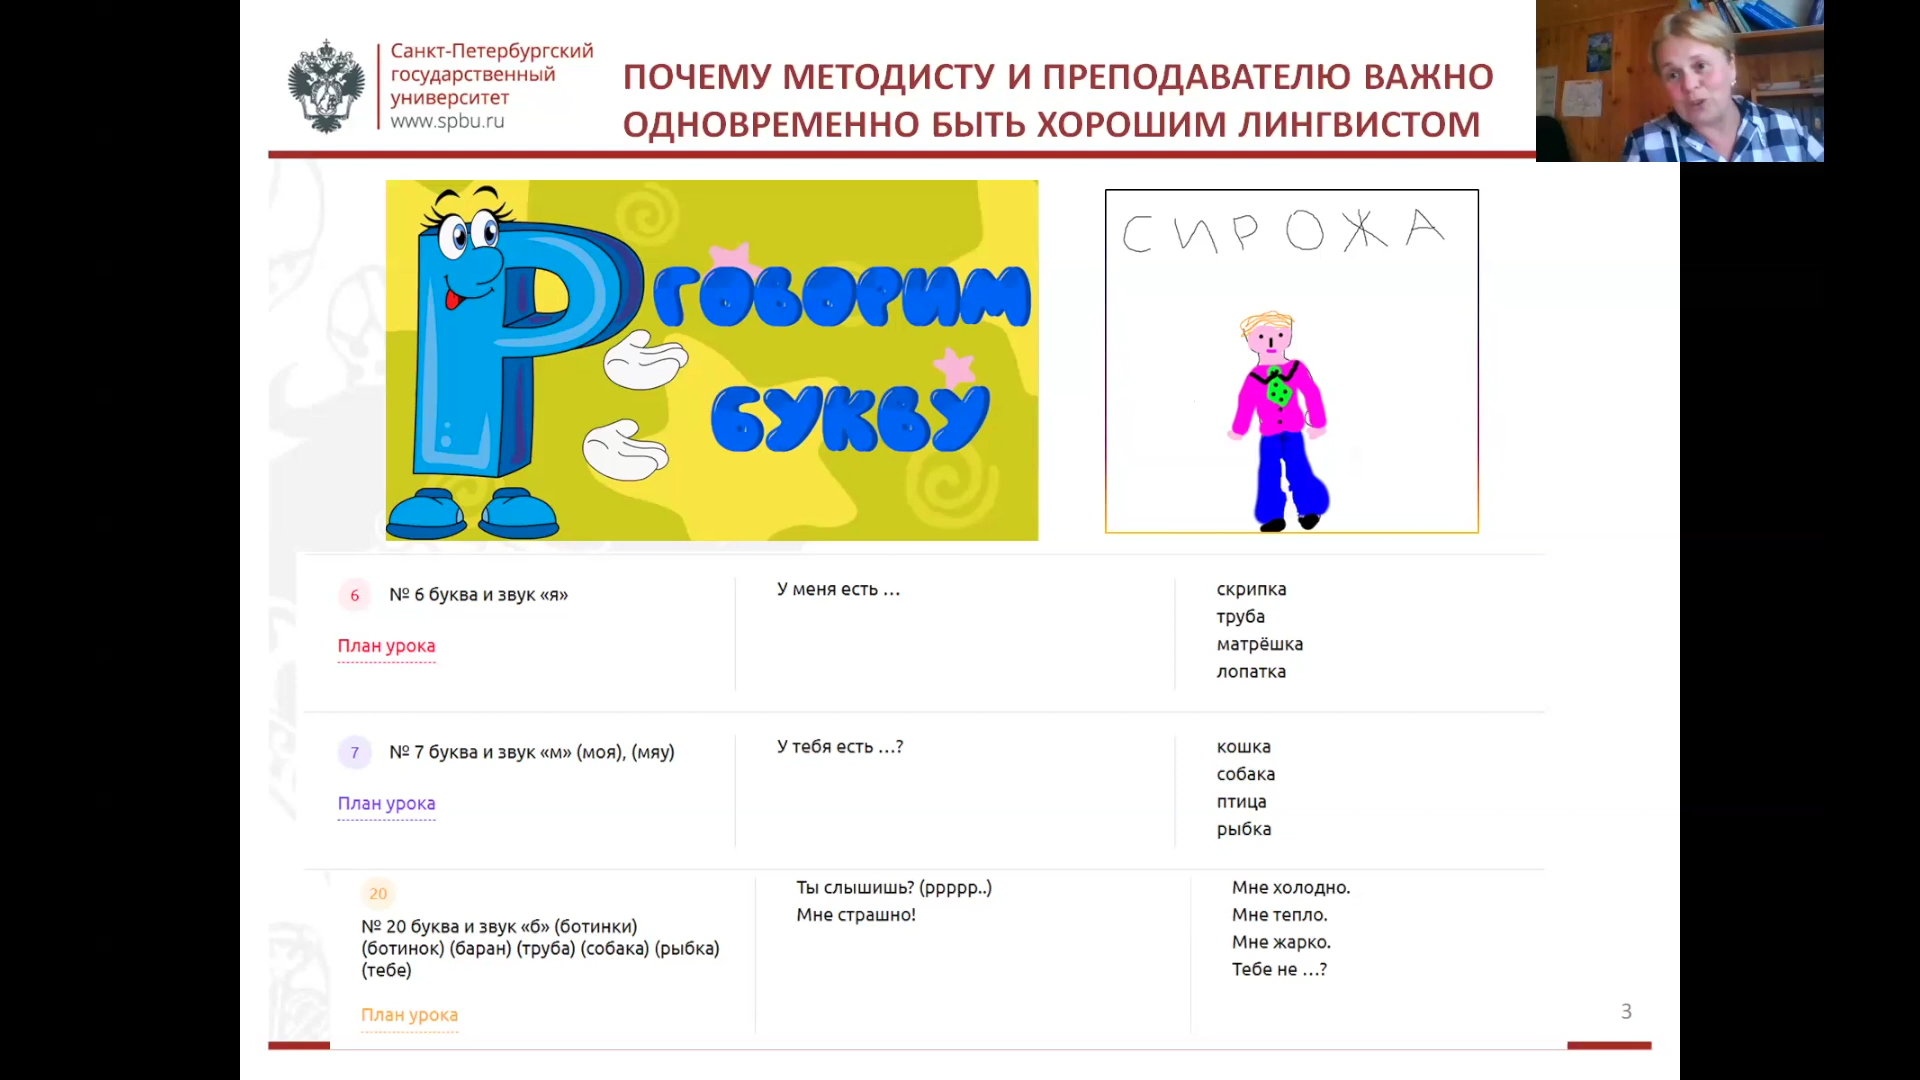 Санкт-Петербургский
государственный
университет
www.spbu.ru
ПОЧЕМУ МЕТОДИСТУ И ПРЕПОДАВАТЕЛЮ ВАЖНО
ОДНОВРЕМЕННО БЫТЬ ХОРОШИМ ЛИНГВИСТОМ
Р ГОВОРИМ
БУКВУ
СИРОЖА
6 № 6 буква и звук «я»
План урока
У меня есть ...
скрипка
труба
матрёшка
лопатка
7 № 7 буква и звук «м» (моя), (мяу)
План урока
У тебя есть ...?
кошка
собака
птица
рыбка
20
№ 20 буква и звук «б» (ботинки)
(ботинок) (баран) (труба) (собака) (рыбка)
(тебе)
План урока
Ты слышишь? (ррррр..)
Мне страшно!
Мне холодно.
Мне тепло.
Мне жарко.
Тебе не ...?
3